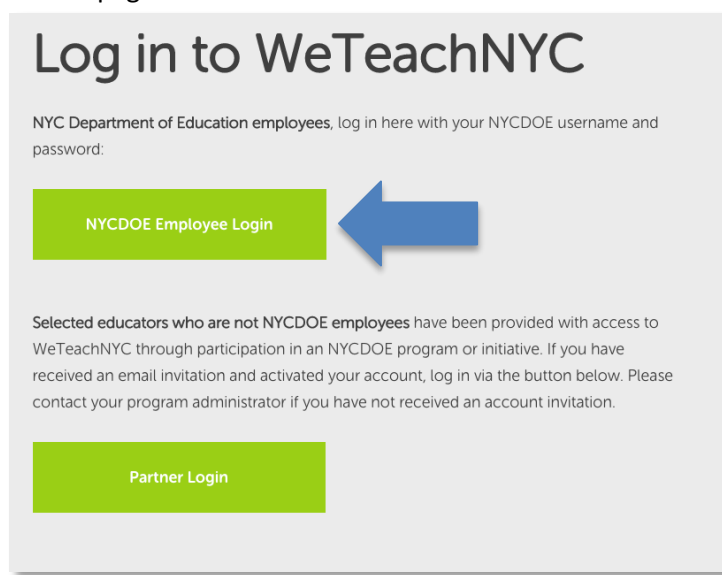 Log in to WeTeachNYC
NYC Department of Education employees, log in here with your NYCDOE username and
password:
NYCDOE Employee Login
Selected educators who are not NYCDOE employees have been provided with access to
WeTeachNYC through participation in an NYCDOE program or initiative. If you have
received an email invitation and activated your account, log in via the button below. Please
contact your program administrator if you have not received an account invitation.
Partner Login